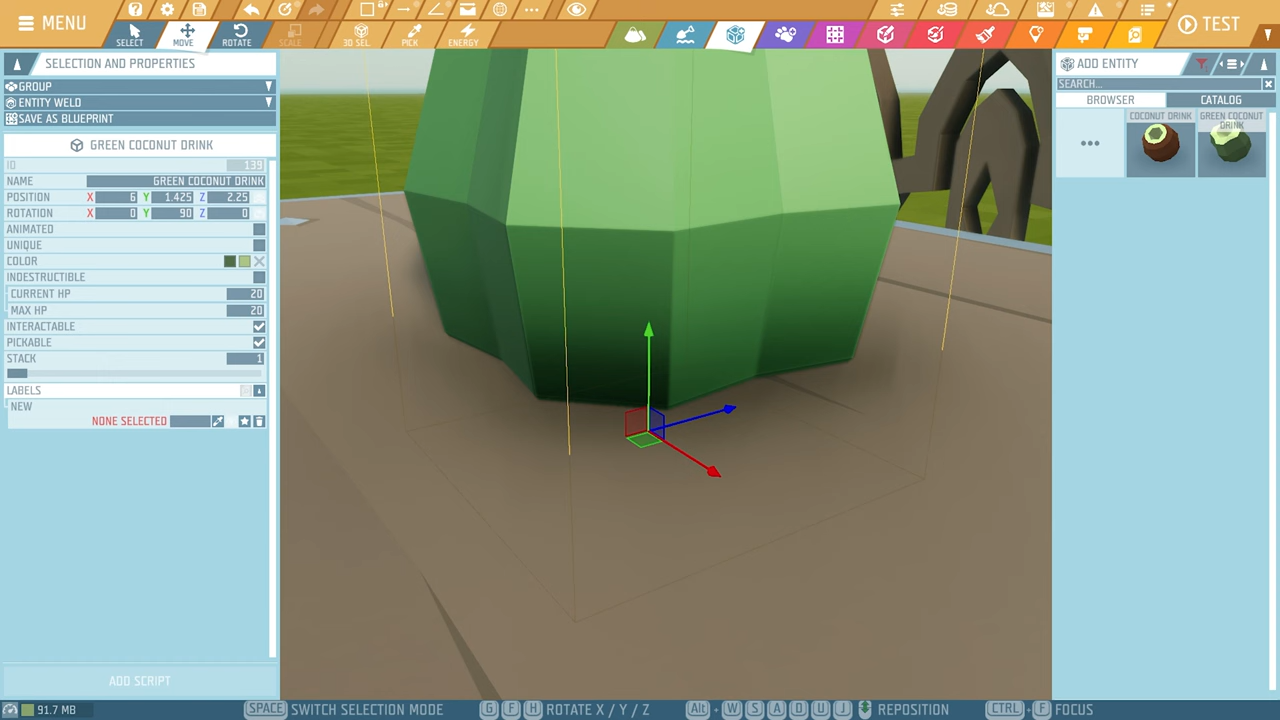 MENU
SELECT
MOVE
ROTATE
SCALE
3D SEL
PICK
ENERGY
TEST
SELECTION AND PROPERTIES
GROUP
ENTITY WELD
SAVE AS BLUEPRINT
GREEN COCONUT DRINK
ID 139
NAME GREEN COCONUT DRINK
POSITION X 6 Y 1.425 Z 2.25
ROTATION X 0 Y 90 Z 0
ANIMATED
UNIQUE
COLOR
INDESTRUCTIBLE
CURRENT HP 20
MAX HP 20
INTERACTABLE
PICKABLE
STACK 1
LABELS
NEW
NONE SELECTED
ADD SCRIPT
ADD ENTITY
SEARCH...
BROWSER CATALOG
COCONUT DRINK
GREEN COCONUT
DRINK
91.7 MB
SPACE SWITCH SELECTION MODE
G F H ROTATE X / Y / Z
Alt + W S A D U J REPOSITION
CTRL + F FOCUS